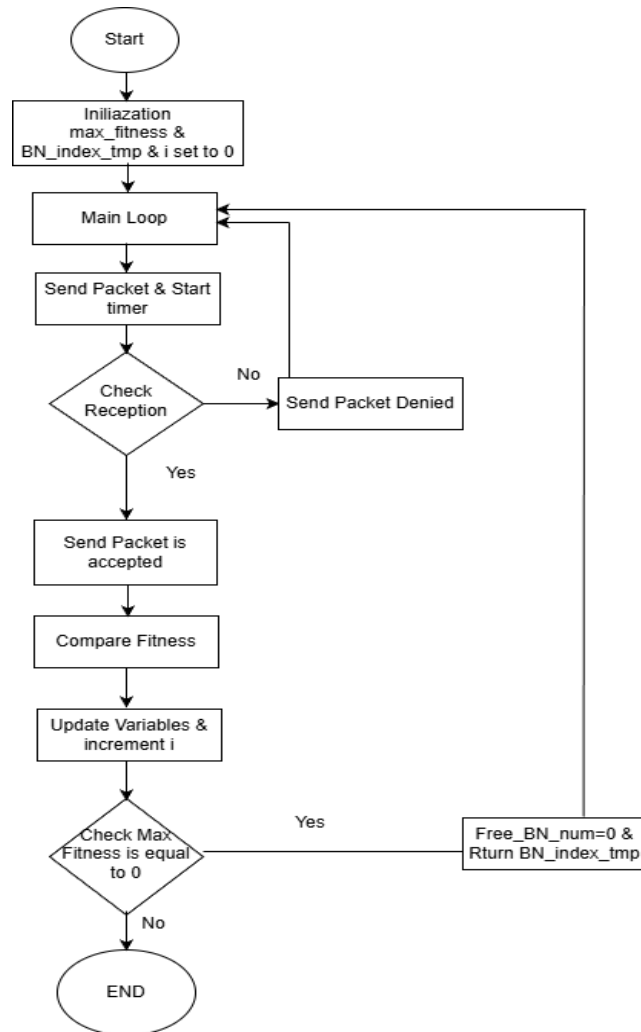 Start
Iniliazation
max_fitness &
BN_index_tmp & i set to 0
Main Loop
Send Packet & Start
timer
No
Check
Reception
Send Packet Denied
Yes
Send Packet is
accepted
Compare Fitness
Update Variables &
increment i
Yes
Check Max
Fitness is equal
to 0
Free_BN_num=0 &
Rturn BN_index_tmp
No
END